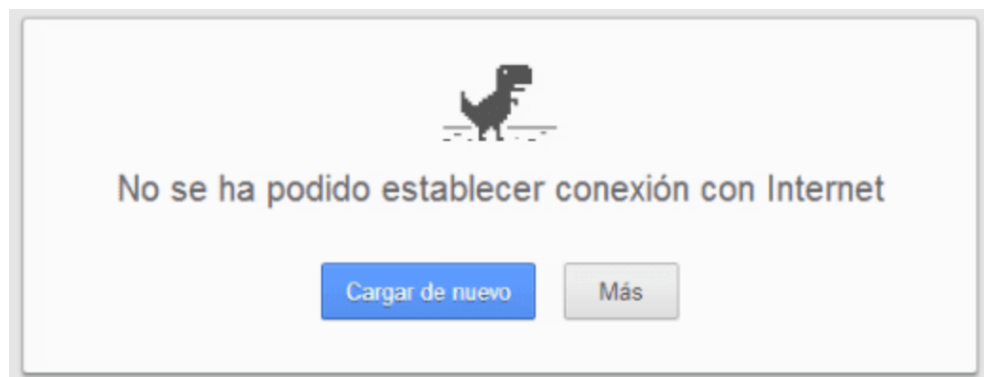 No se ha podido establecer conexión con Internet
Cargar de nuevo
Más